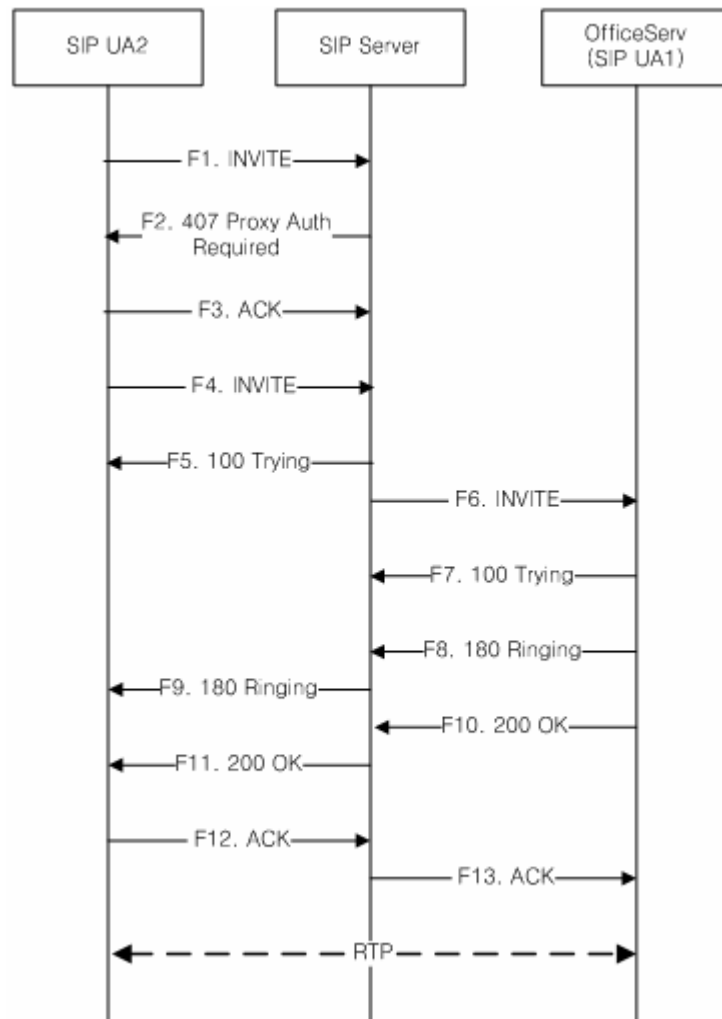 SIP UA2
SIP Server
OfficeServ
(SIP UA1)
F1. INVITE
F2. 407 Proxy Auth
Required
F3. ACK
F4. INVITE
F5. 100 Trying
F6. INVITE
F7. 100 Trying
F8. 180 Ringing
F9. 180 Ringing
F10. 200 OK
F11. 200 OK
F12. ACK
F13. ACK
RTP